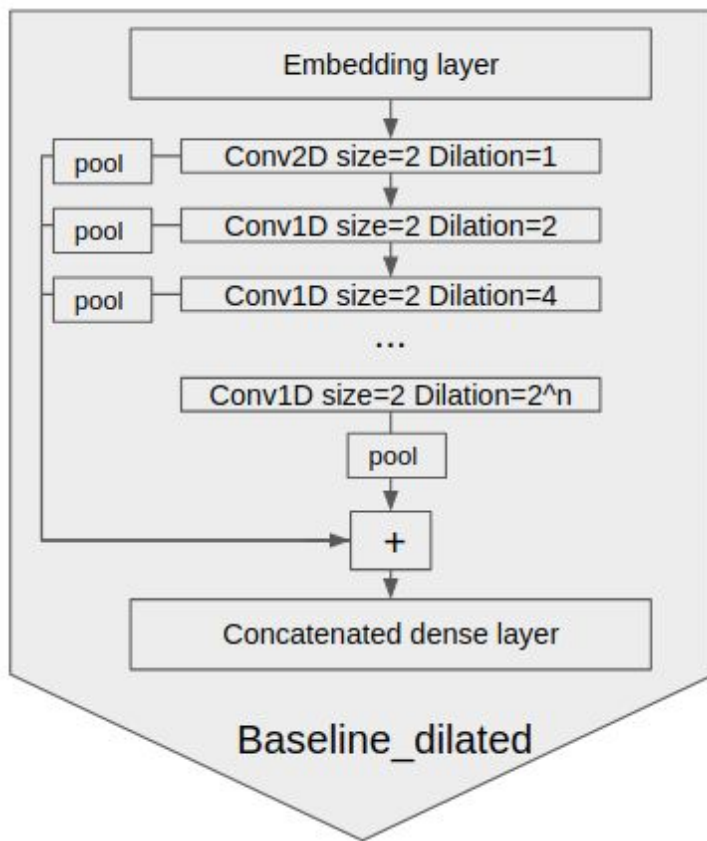 Embedding layer
pool
Conv2D size=2 Dilation=1
pool
Conv1D size=2 Dilation=2
pool
Conv1D size=2 Dilation=4
...
Conv1D size=2 Dilation=2^n
pool
+
Concatenated dense layer
Baseline_dilated